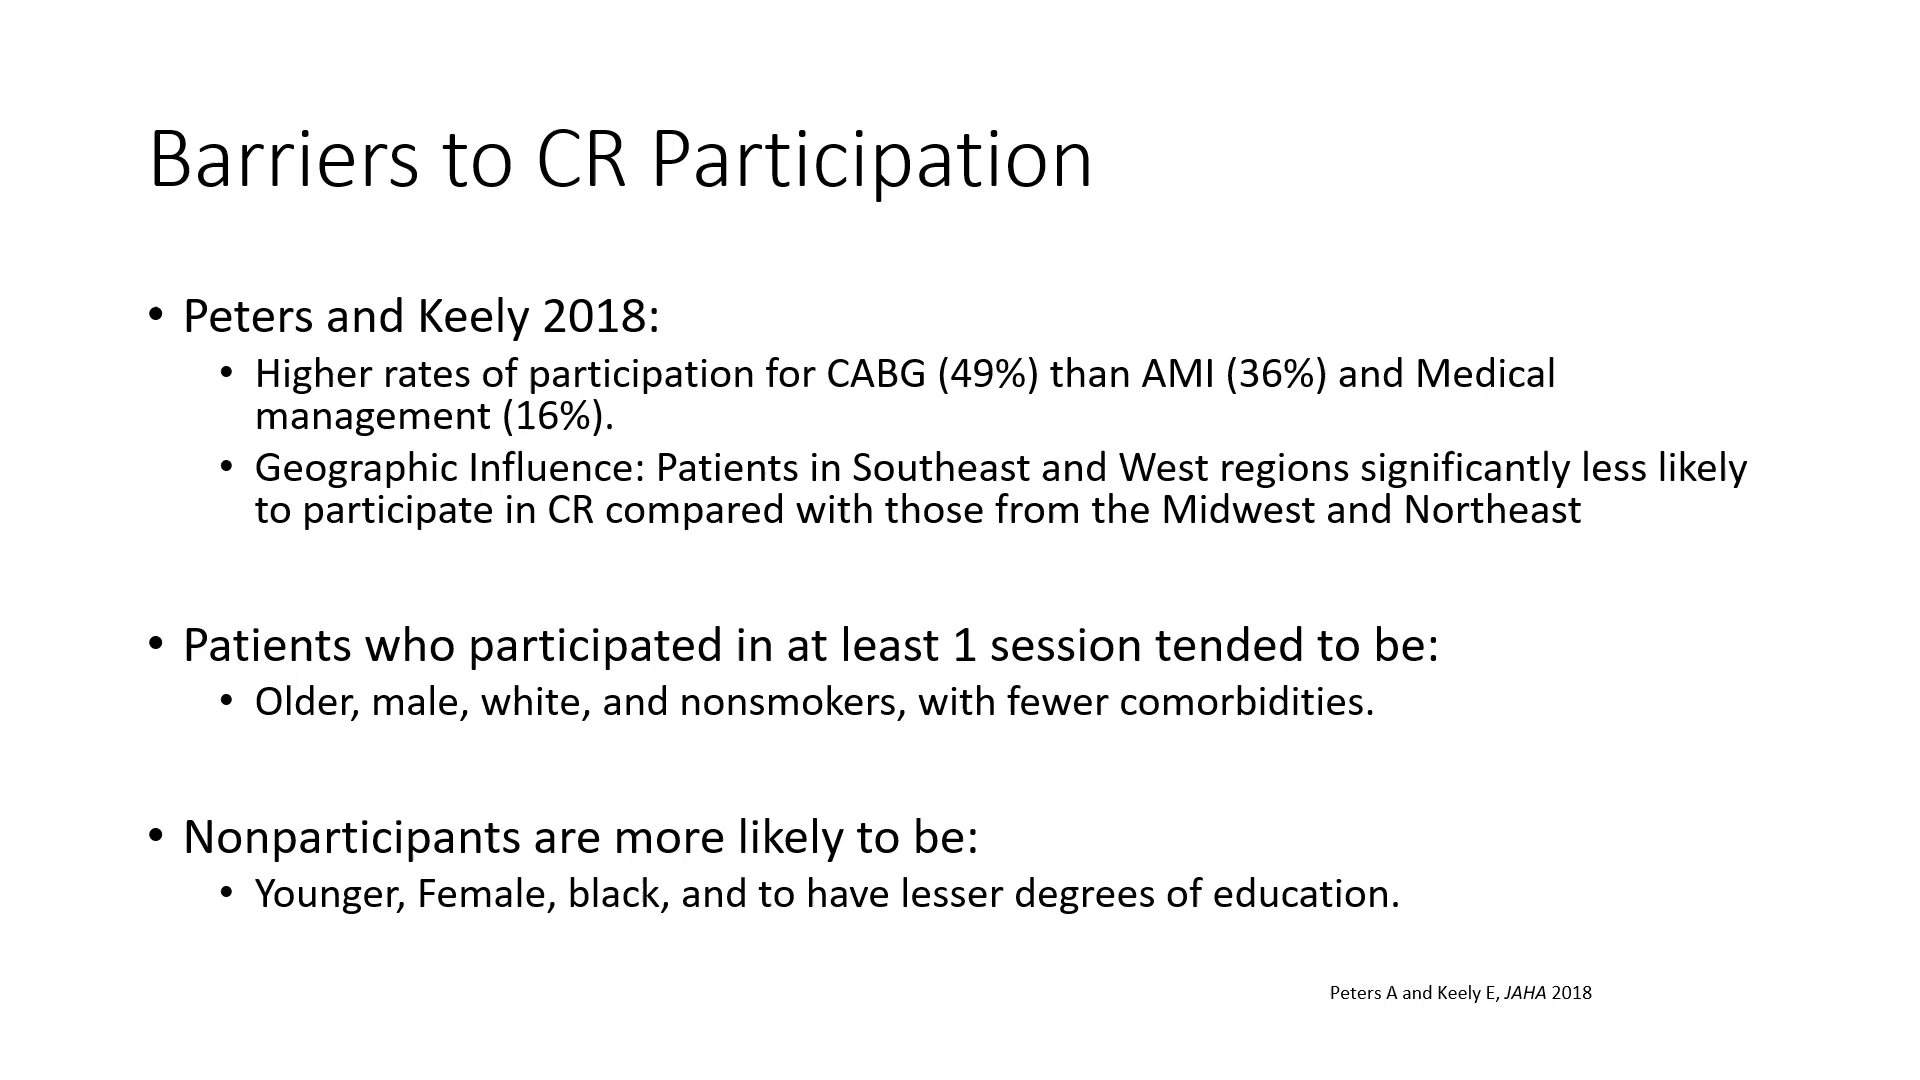 Barriers to CR Participation
• Peters and Keely 2018:
• Higher rates of participation for CABG (49%) than AMI (36%) and Medical
management (16%).
• Geographic Influence: Patients in Southeast and West regions significantly less likely
to participate in CR compared with those from the Midwest and Northeast
• Patients who participated in at least 1 session tended to be:
• Older, male, white, and nonsmokers, with fewer comorbidities.
• Nonparticipants are more likely to be:
• Younger, Female, black, and to have lesser degrees of education.
Peters A and Keely E, JAHA 2018